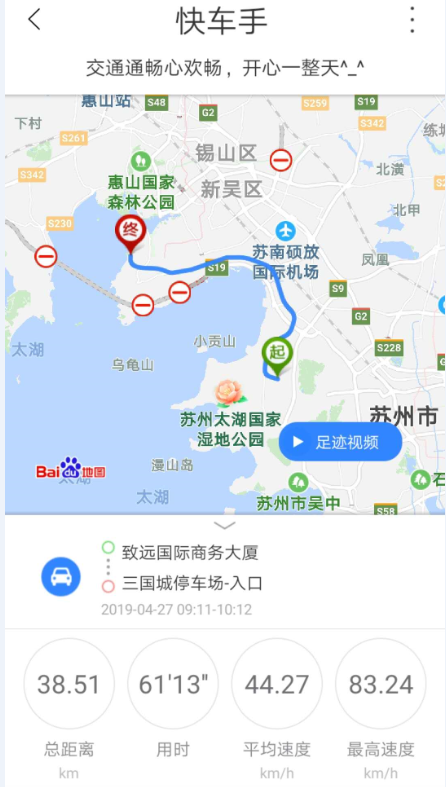 快车手
交通通畅心欢畅，开心一整天^_^
惠山站
S48
G2
S259
S19
S342
下村
S261
锡山区
北漍
S342
惠山国家
森林公园
新吴区
北甲
S230
终
苏南硕放
国际机场
凤凰
S19
S9
G2
太湖
小贡山
起
S228
乌龟山
苏州太湖国家
湿地公园
苏州市
足迹视频
Bai du 地图
漫山岛
太湖
苏州市吴中
S58
致远国际商务大厦
三国城停车场-入口
2019-04-27 09:11-10:12
38.51
61'13"
44.27
83.24
总距离
用时
平均速度
最高速度
km
km/h
km/h